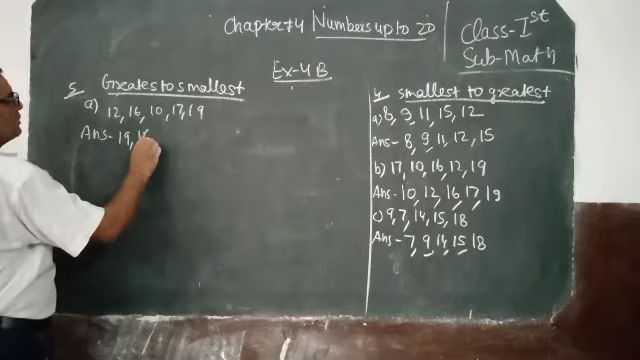 Chapter-4 Numbers up to 20
Class-Ist
Sub-Math
Ex-4B
5 Greates to smallest
a) 12, 16, 10, 17, 19
Ans- 19, 1
4 smallest to greatest
a) 8, 9, 11, 15, 12
Ans- 8, 9, 11, 12, 15
b) 17, 10, 16, 12, 19
Ans- 10, 12, 16, 17, 19
c) 9, 7, 14, 15, 18
Ans- 7, 9, 14, 15, 18